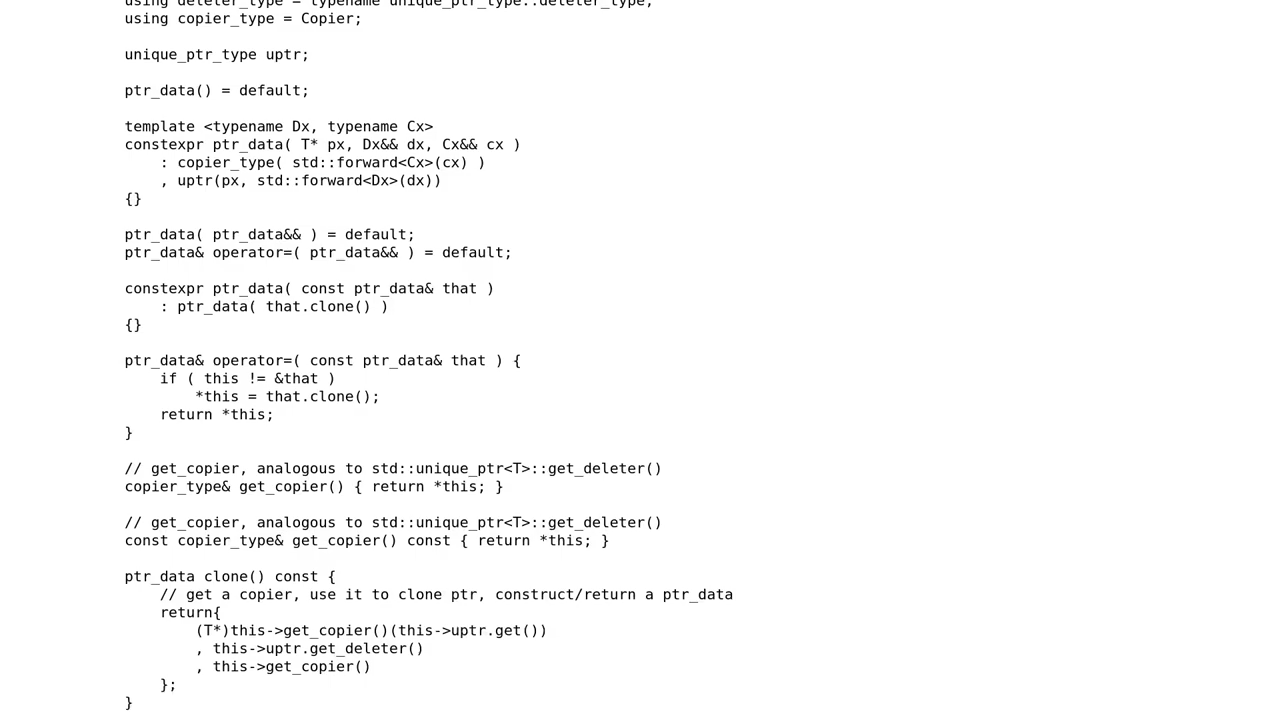 using deleter_type = typename unique_ptr_type::deleter_type;
using copier_type = Copier;
unique_ptr_type uptr;
ptr_data() = default;
template <typename Dx, typename Cx>
constexpr ptr_data( T* px, Dx&& dx, Cx&& cx )
: copier_type( std::forward<Cx>(cx) )
, uptr(px, std::forward<Dx>(dx))
{}
ptr_data( ptr_data&& ) = default;
ptr_data& operator=( ptr_data&& ) = default;
constexpr ptr_data( const ptr_data& that )
: ptr_data( that.clone() )
{}
ptr_data& operator=( const ptr_data& that ) {
if ( this != &that )
*this = that.clone();
return *this;
}
// get_copier, analogous to std::unique_ptr<T>::get_deleter()
copier_type& get_copier() { return *this; }
// get_copier, analogous to std::unique_ptr<T>::get_deleter()
const copier_type& get_copier() const { return *this; }
ptr_data clone() const {
// get a copier, use it to clone ptr, construct/return a ptr_data
return{
(T*)this->get_copier()(this->uptr.get())
, this->uptr.get_deleter()
, this->get_copier()
};
}